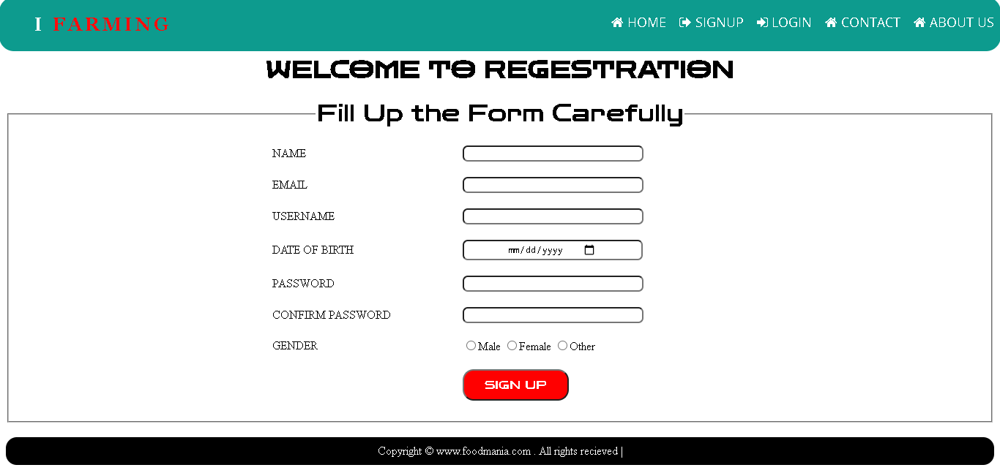 I FARMING HOME SIGNUP LOGIN CONTACT ABOUT US
WELCOME TO REGESTRATION
Fill Up the Form Carefully
NAME
EMAIL
USERNAME
DATE OF BIRTH mm/dd/yyyy
PASSWORD
CONFIRM PASSWORD
GENDER Male Female Other
SIGN UP
Copyright © www.foodmania.com . All rights recieved |